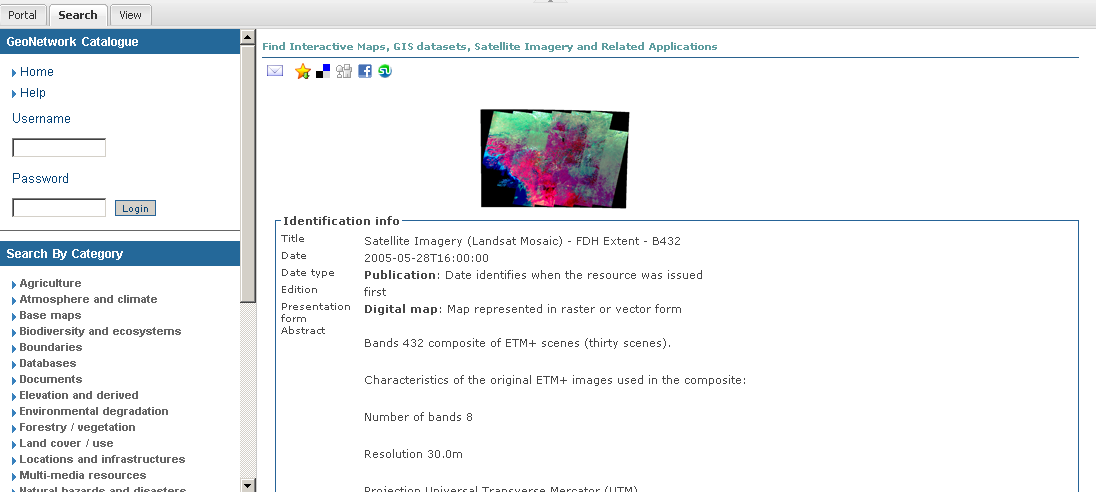 Portal
Search
View
GeoNetwork Catalogue
Home
Help
Username
Password
Login
Search By Category
Agriculture
Atmosphere and climate
Base maps
Biodiversity and ecosystems
Boundaries
Databases
Documents
Elevation and derived
Environmental degradation
Forestry / vegetation
Land cover / use
Locations and infrastructures
Multi-media resources
Natural hazards and disasters
Find Interactive Maps, GIS datasets, Satellite Imagery and Related Applications
Identification info
Title Satellite Imagery (Landsat Mosaic) - FDH Extent - B432
Date 2005-05-28T16:00:00
Date type Publication: Date identifies when the resource was issued
Edition first
Presentation form Digital map: Map represented in raster or vector form
Abstract
Bands 432 composite of ETM+ scenes (thirty scenes).
Characteristics of the original ETM+ images used in the composite:
Number of bands 8
Resolution 30.0m
Projection Universal Transverse Mercator (UTM)